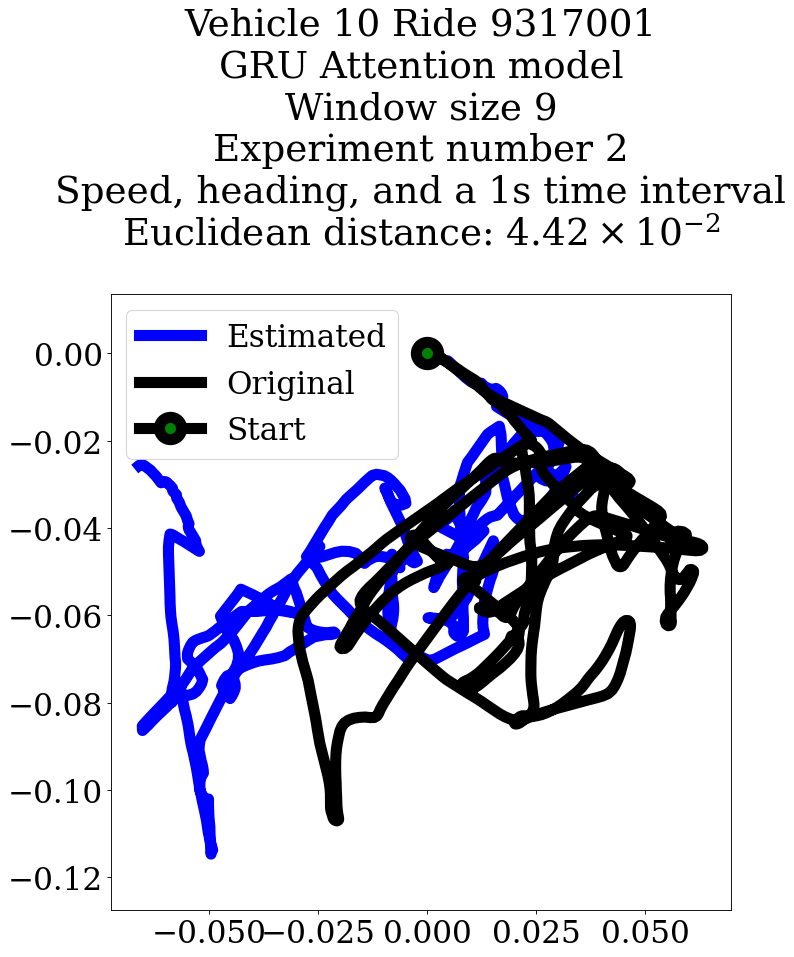 Vehicle 10 Ride 9317001
GRU Attention model
Window size 9
Experiment number 2
Speed, heading, and a 1s time interval
Euclidean distance: 4.42 × 10⁻²
Estimated
Original
Start
0.00
−0.02
−0.04
−0.06
−0.08
−0.10
−0.12
−0.050 −0.025 0.000 0.025 0.050